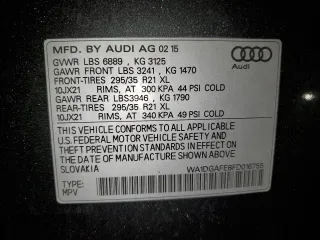 MFD. BY AUDI AG 02 15
GVWR LBS 6889 , KG 3125
GAWR FRONT LBS 3241 , KG 1470
FRONT-TIRES 295/35 R21 XL
10JX21 RIMS, AT 300 KPA 44 PSI COLD
GAWR REAR LBS3946 , KG 1790
REAR-TIRES 295/35 R21 XL
10JX21 RIMS, AT 340 KPA 49 PSI COLD
Audi
THIS VEHICLE CONFORMS TO ALL APPLICABLE
U.S. FEDERAL MOTOR VEHICLE SAFETY AND
THEFT PREVENTION STANDARDS IN EFFECT
ON THE DATE OF MANUFACTURE SHOWN ABOVE.
SLOVAKIA
TYPE:
MPV